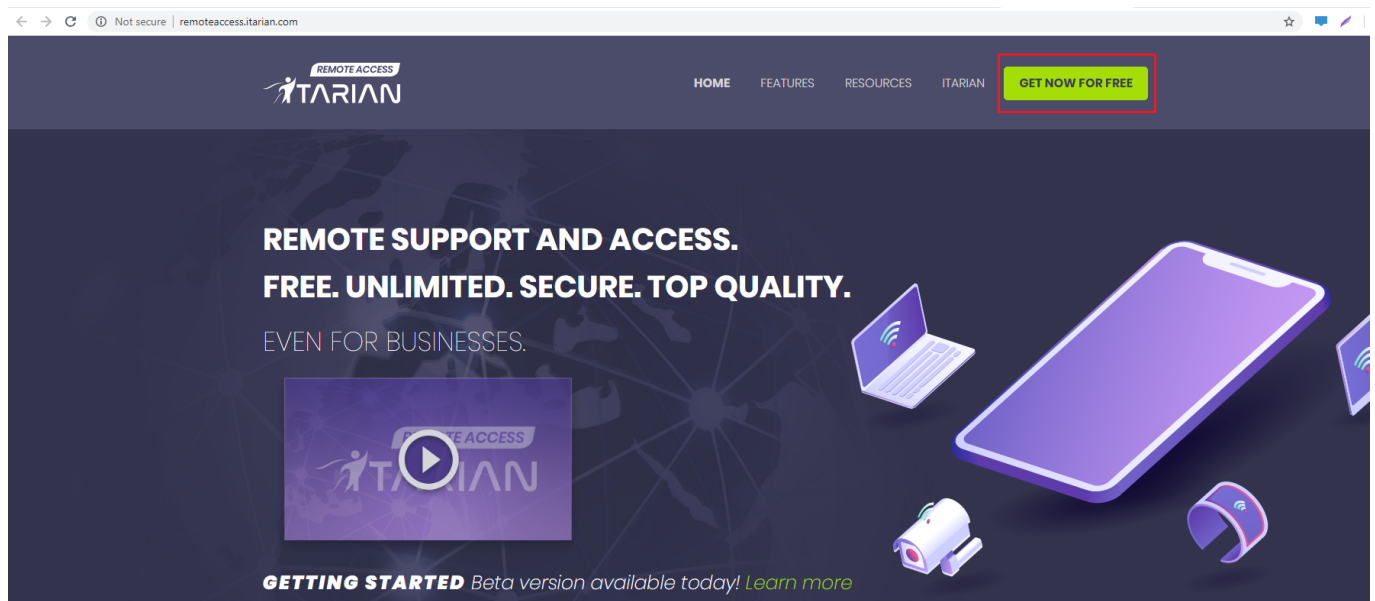 Not secure | remoteaccess.itarian.com
REMOTE ACCESS
ITARIAN
HOME FEATURES RESOURCES ITARIAN GET NOW FOR FREE
REMOTE SUPPORT AND ACCESS.
FREE. UNLIMITED. SECURE. TOP QUALITY.
EVEN FOR BUSINESSES.
REMOTE ACCESS
ITARIAN
GETTING STARTED Beta version available today! Learn more